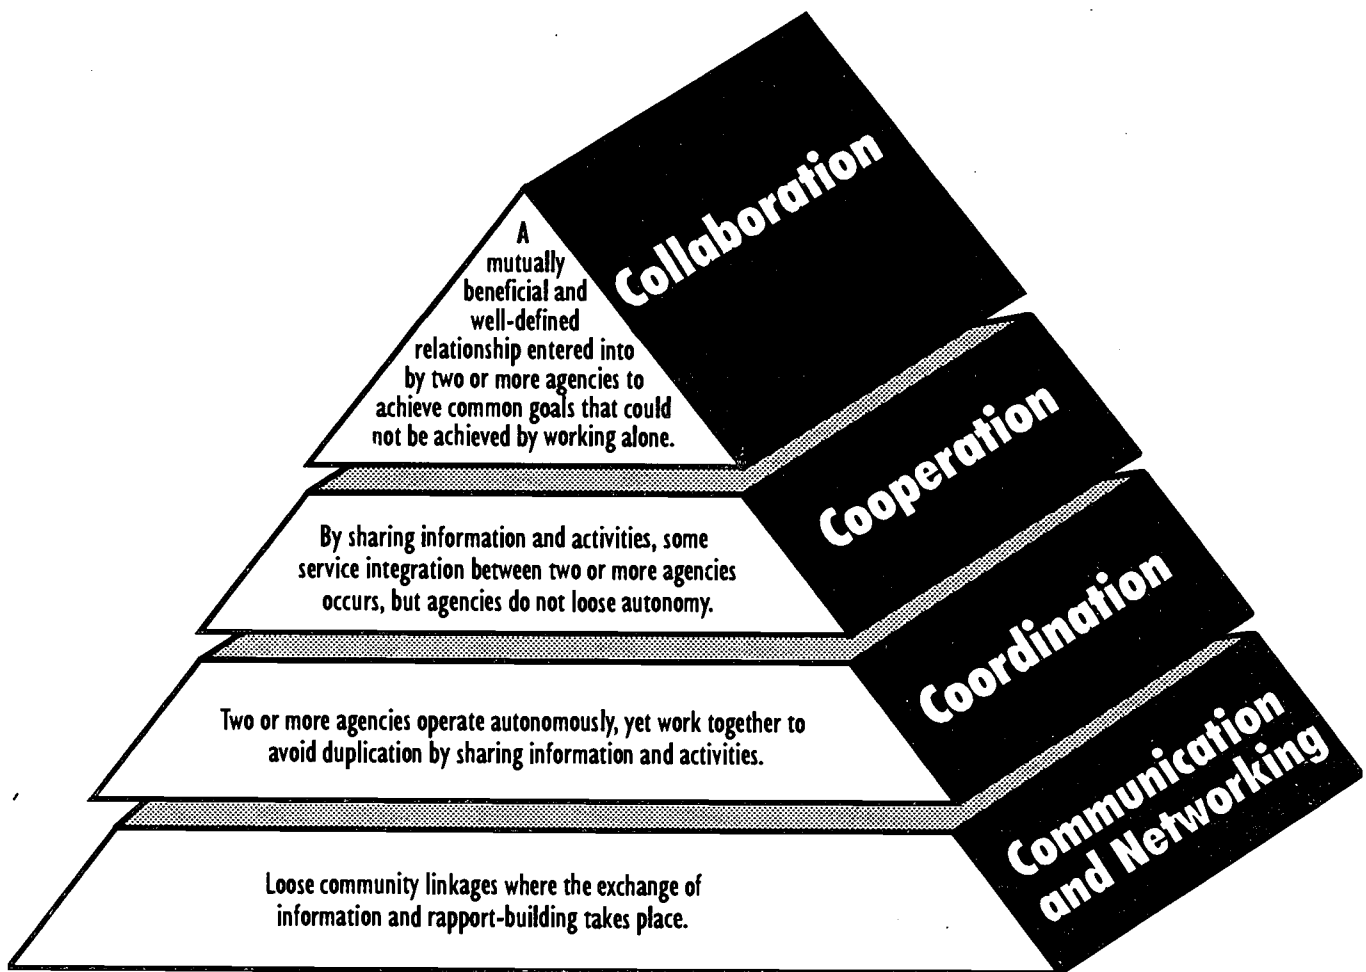 Collaboration
A
mutually
beneficial and
well-defined
relationship entered into
by two or more agencies to
achieve common goals that could
not be achieved by working alone.
Cooperation
By sharing information and activities, some
service integration between two or more agencies
occurs, but agencies do not loose autonomy.
Coordination
Two or more agencies operate autonomously, yet work together to
avoid duplication by sharing information and activities.
Communication
and Networking
Loose community linkages where the exchange of
information and rapport-building takes place.